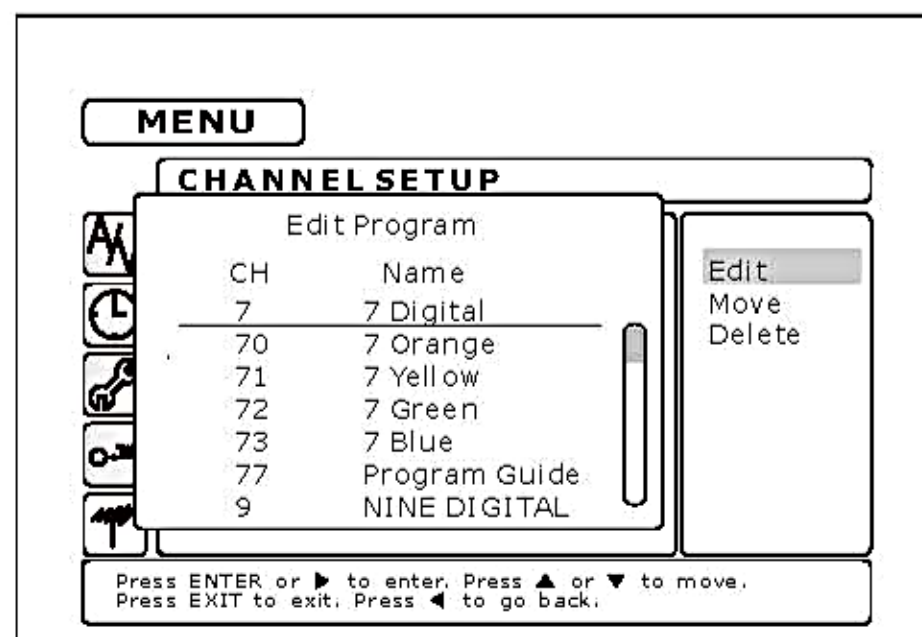 MENU
CHANNEL SETUP
Edit Program
CH Name
7 7 Digital
70 7 Orange
71 7 Yellow
72 7 Green
73 7 Blue
77 Program Guide
9 NINE DIGITAL
Edit
Move
Delete
Press ENTER or ▶ to enter. Press ▲ or ▼ to move.
Press EXIT to exit. Press ◀ to go back.